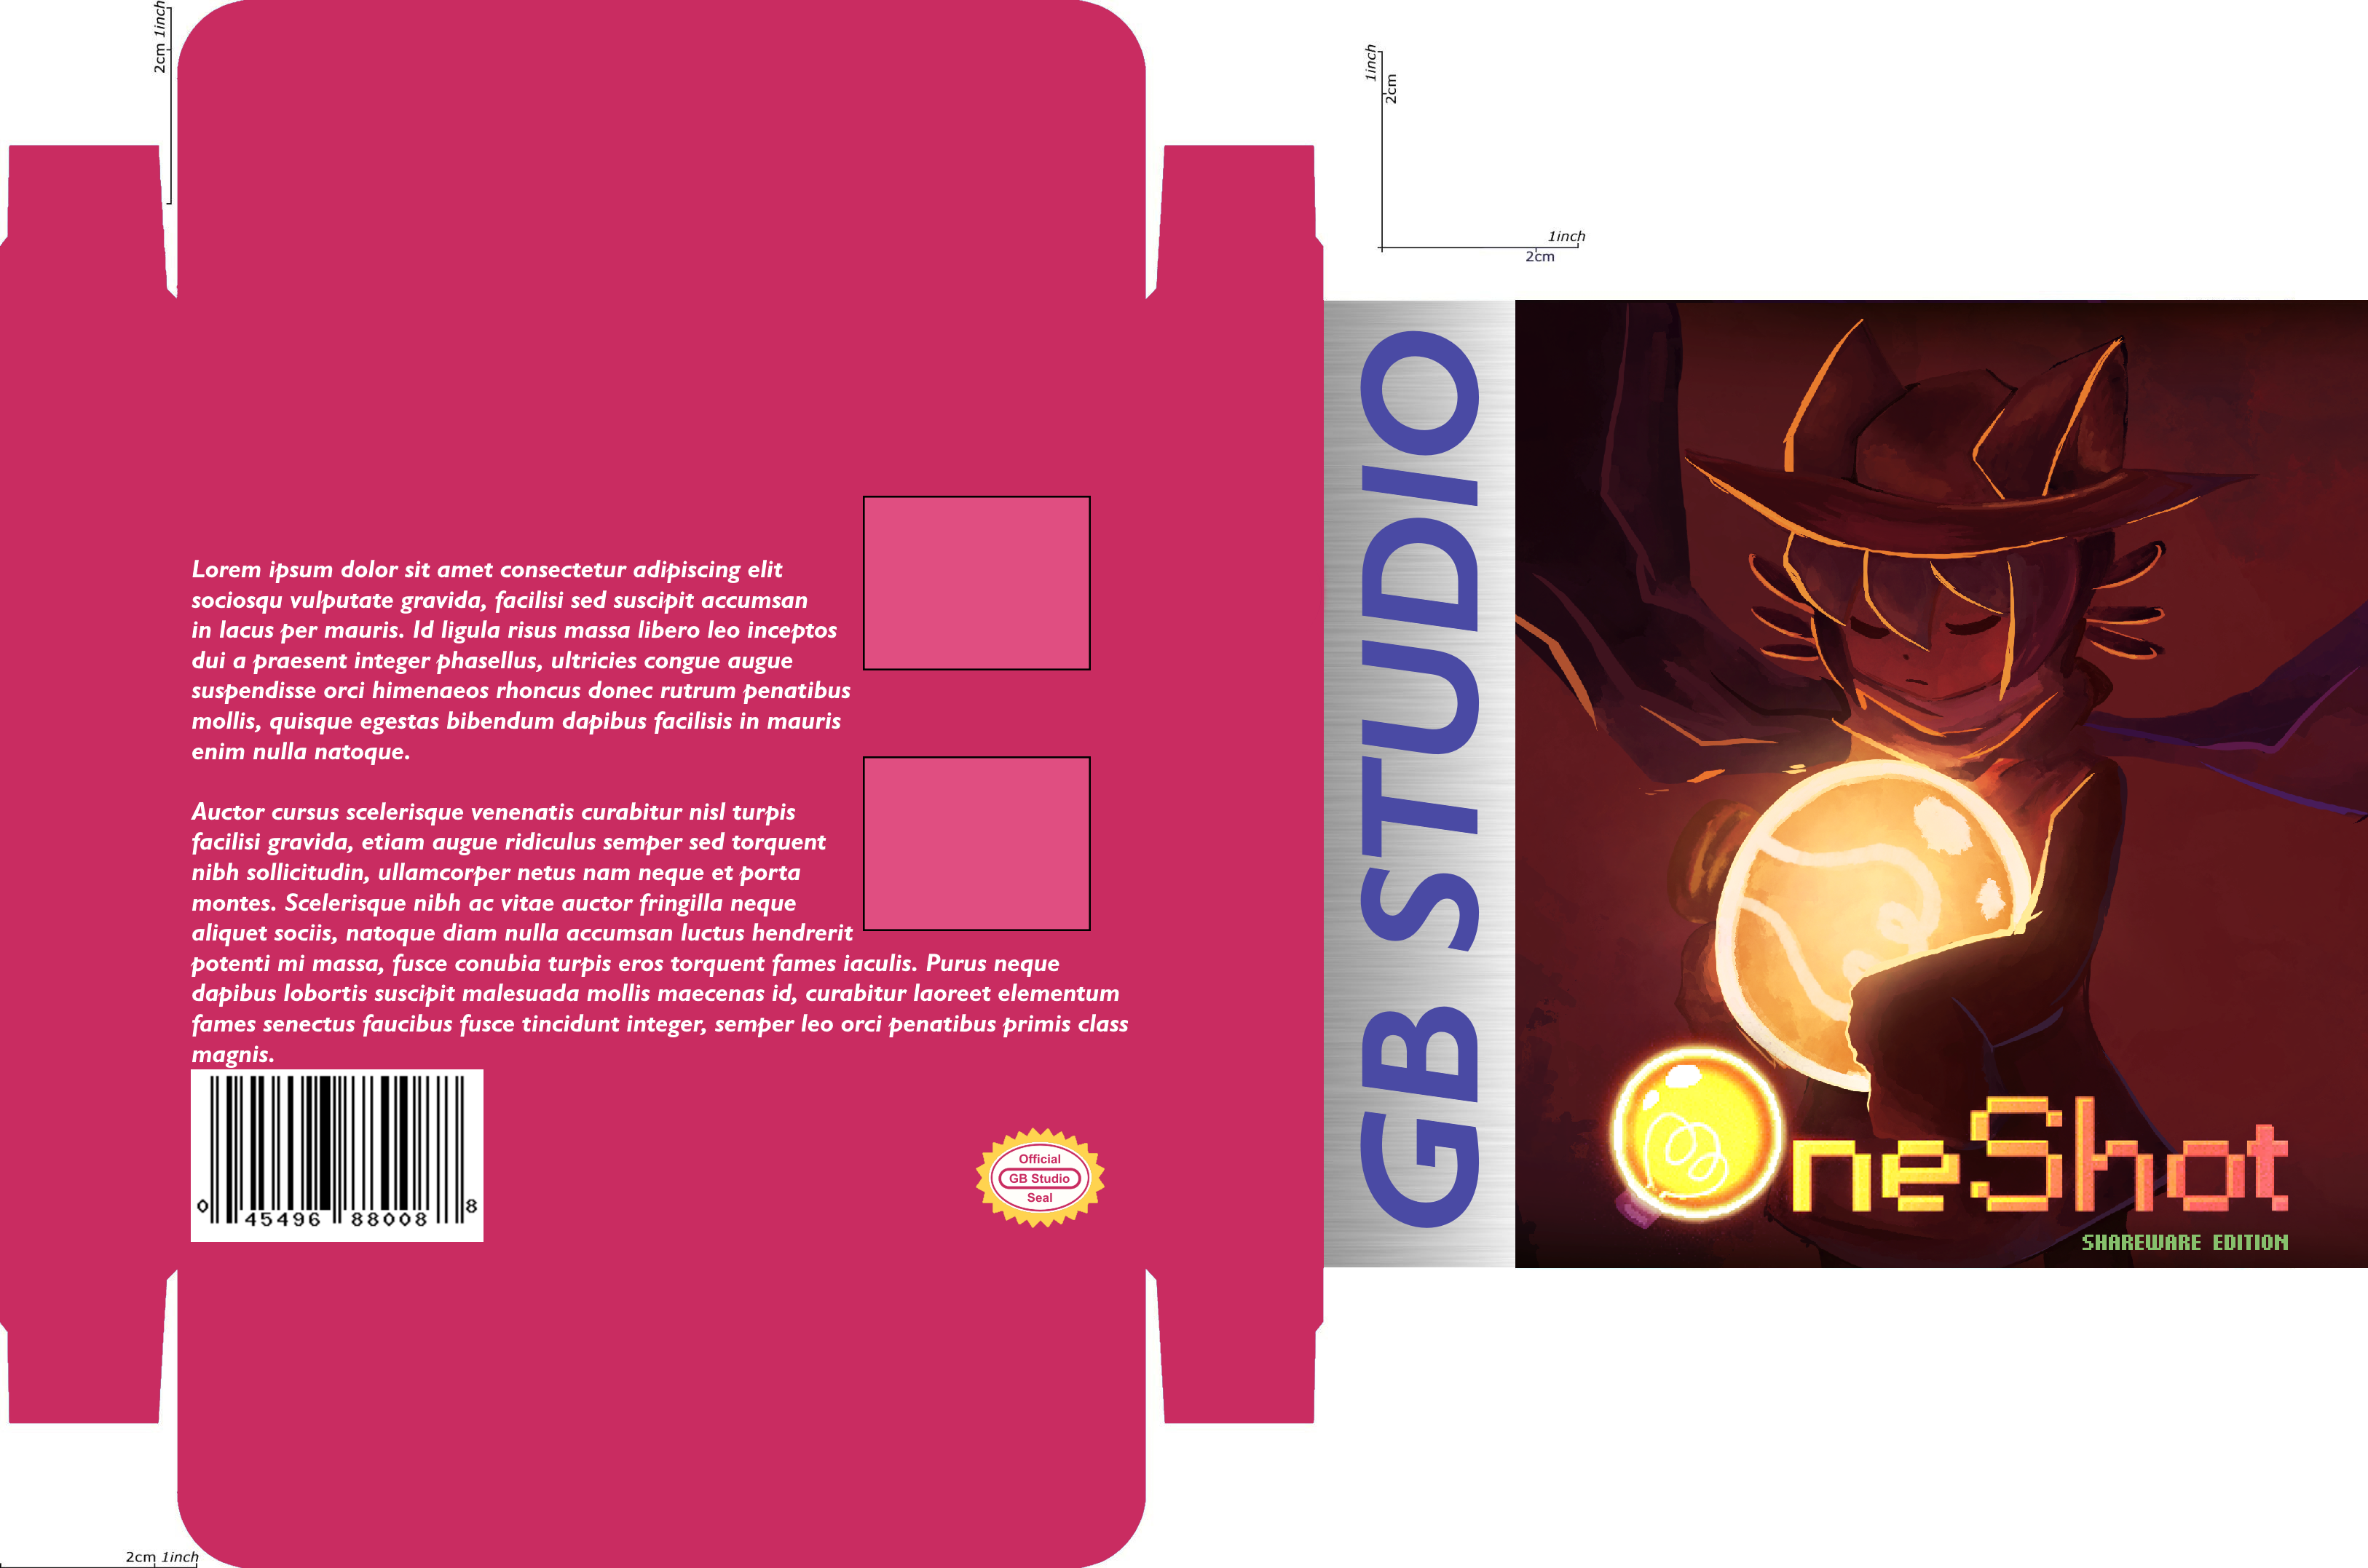 2cm 1inch
1inch
2cm
1inch
2cm
Lorem ipsum dolor sit amet consectetur adipiscing elit
sociosqu vulputate gravida, facilisi sed suscipit accumsan
in lacus per mauris. Id ligula risus massa libero leo inceptos
dui a praesent integer phasellus, ultricies congue augue
suspendisse orci himenaeos rhoncus donec rutrum penatibus
mollis, quisque egestas bibendum dapibus facilisis in mauris
enim nulla natoque.
Auctor cursus scelerisque venenatis curabitur nisl turpis
facilisi gravida, etiam augue ridiculus semper sed torquent
nibh sollicitudin, ullamcorper netus nam neque et porta
montes. Scelerisque nibh ac vitae auctor fringilla neque
aliquet sociis, natoque diam nulla accumsan luctus hendrerit
potenti mi massa, fusce conubia turpis eros torquent fames iaculis. Purus neque
dapibus lobortis suscipit malesuada mollis maecenas id, curabitur laoreet elementum
fames senectus faucibus fusce tincidunt integer, semper leo orci penatibus primis class
magnis.
0 45496 88008 8
Official
GB Studio
Seal
GB STUDIO
OneShot
SHAREWARE EDITION
2cm 1inch